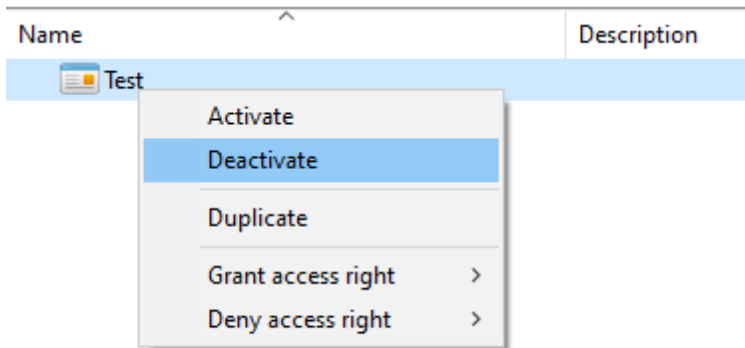 Name Description
Test
Activate
Deactivate
Duplicate
Grant access right
Deny access right